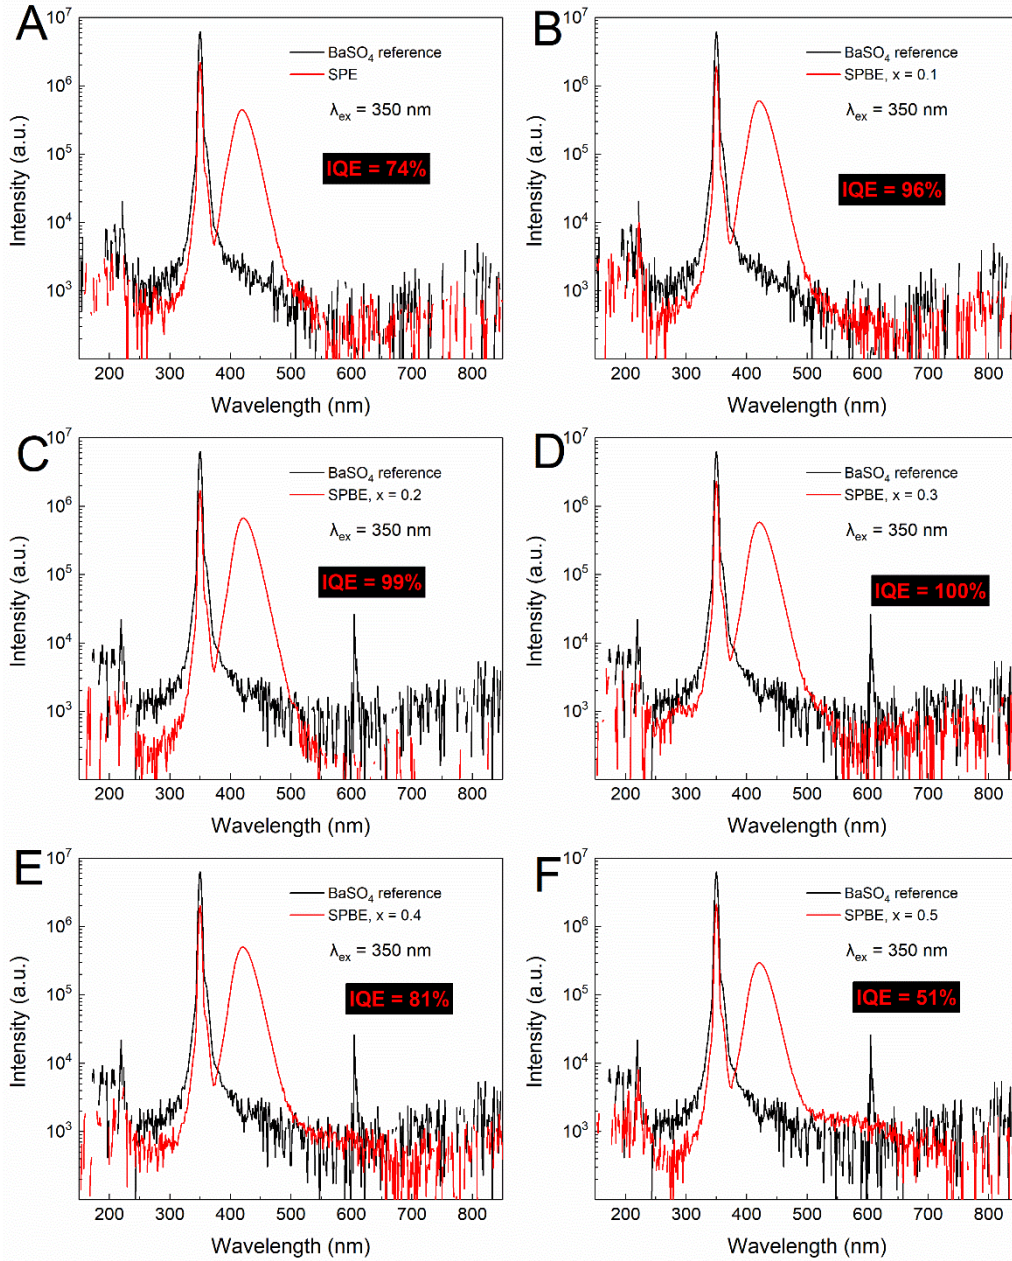 A
10⁷
10⁶
10⁵
10⁴
10³
Intensity (a.u.)
BaSO₄ reference
SPE
λₑₓ = 350 nm
IQE = 74%
200 300 400 500 600 700 800
Wavelength (nm)
B
10⁷
10⁶
10⁵
10⁴
10³
Intensity (a.u.)
BaSO₄ reference
SPBE, x = 0.1
λₑₓ = 350 nm
IQE = 96%
200 300 400 500 600 700 800
Wavelength (nm)
C
10⁷
10⁶
10⁵
10⁴
10³
Intensity (a.u.)
BaSO₄ reference
SPBE, x = 0.2
λₑₓ = 350 nm
IQE = 99%
200 300 400 500 600 700 800
Wavelength (nm)
D
10⁷
10⁶
10⁵
10⁴
10³
Intensity (a.u.)
BaSO₄ reference
SPBE, x = 0.3
λₑₓ = 350 nm
IQE = 100%
200 300 400 500 600 700 800
Wavelength (nm)
E
10⁷
10⁶
10⁵
10⁴
10³
Intensity (a.u.)
BaSO₄ reference
SPBE, x = 0.4
λₑₓ = 350 nm
IQE = 81%
200 300 400 500 600 700 800
Wavelength (nm)
F
10⁷
10⁶
10⁵
10⁴
10³
Intensity (a.u.)
BaSO₄ reference
SPBE, x = 0.5
λₑₓ = 350 nm
IQE = 51%
200 300 400 500 600 700 800
Wavelength (nm)